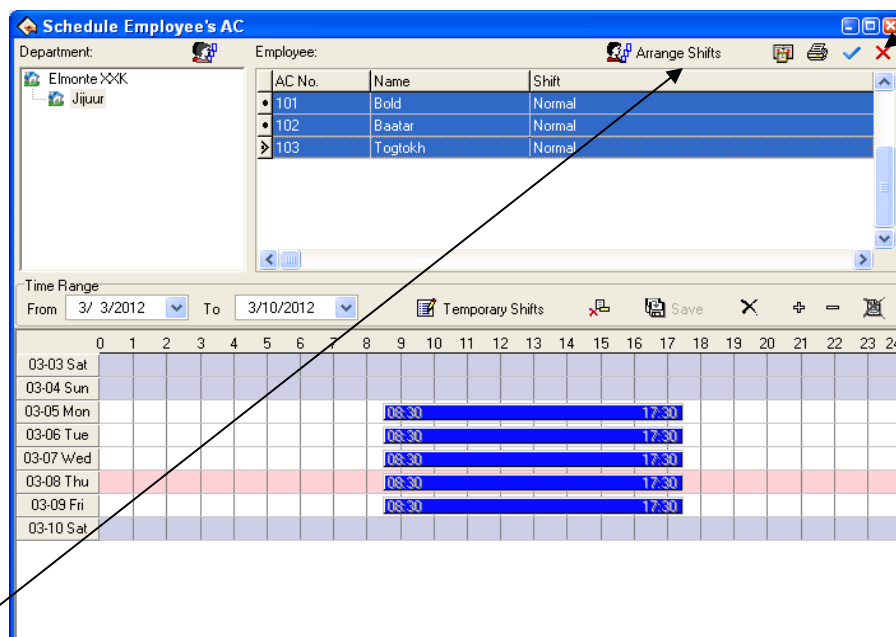 Schedule Employee's AC
Department:
Employee:
Arrange Shifts
Elmonte XXK
Jijuur
AC No. Name Shift
101 Bold Normal
102 Baatar Normal
103 Togtokh Normal
Time Range
From 3/ 3/2012 To 3/10/2012 Temporary Shifts Save
0 1 2 3 4 5 6 7 8 9 10 11 12 13 14 15 16 17 18 19 20 21 22 23 24
03-03 Sat
03-04 Sun
03-05 Mon 08:30 17:30
03-06 Tue 08:30 17:30
03-07 Wed 08:30 17:30
03-08 Thu 08:30 17:30
03-09 Fri 08:30 17:30
03-10 Sat